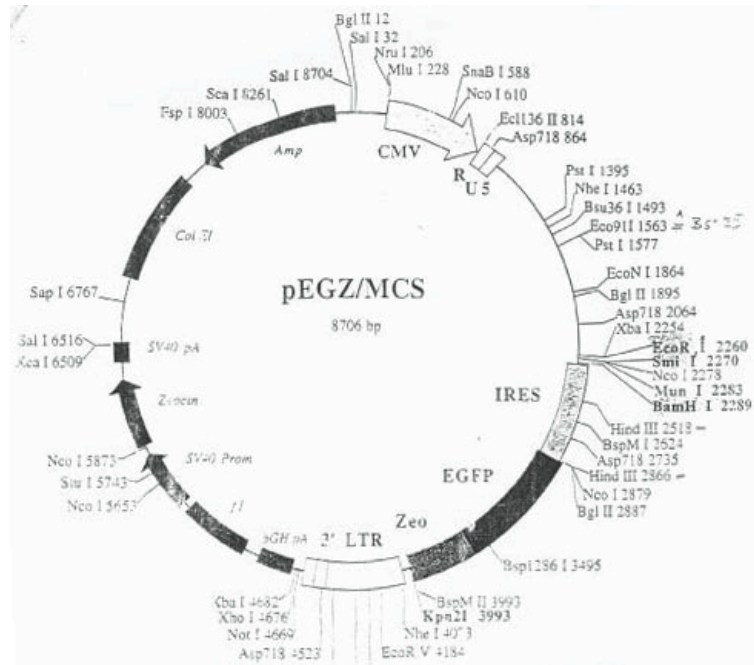 Bgl II 12
Sal I 32
Nru I 206
Mlu I 228
SnaB I 588
Nco I 610
Ecl136 II 814
Asp718 864
Sal I 8704
Sca I 8261
Fsp I 8003
Amp
CMV
R
U5
Pst I 1395
Nhe I 1463
Bsu36 I 1493
Eco91I 1563 =
Pst I 1577
Col EI
EcoN I 1864
Bgl II 1895
pEGZ/MCS
8706 bp
Sap I 6767
Asp718 2064
Xba I 2254
EcoR I 2260
Smi I 2270
Nco I 2278
Mun I 2283
BamH I 2289
Sal I 6516
Xca I 6509
SV40 pA
IRES
Zeocin
Hind III 2518
BspM I 2624
Asp718 2735
Hind III 2866
Nco I 2879
Bgl II 2887
EGFP
Nco I 5873
Stu I 5743
Nco I 5653
SV40 Prom
f1
bGH pA
3' LTR
Zeo
Bsp1286 I 3495
BspM II 3993
Kpn2I 3993
Nhe I
EcoR V 4184
Xba I 4682
Xho I 4676
Not I 4669
Asp718 4523